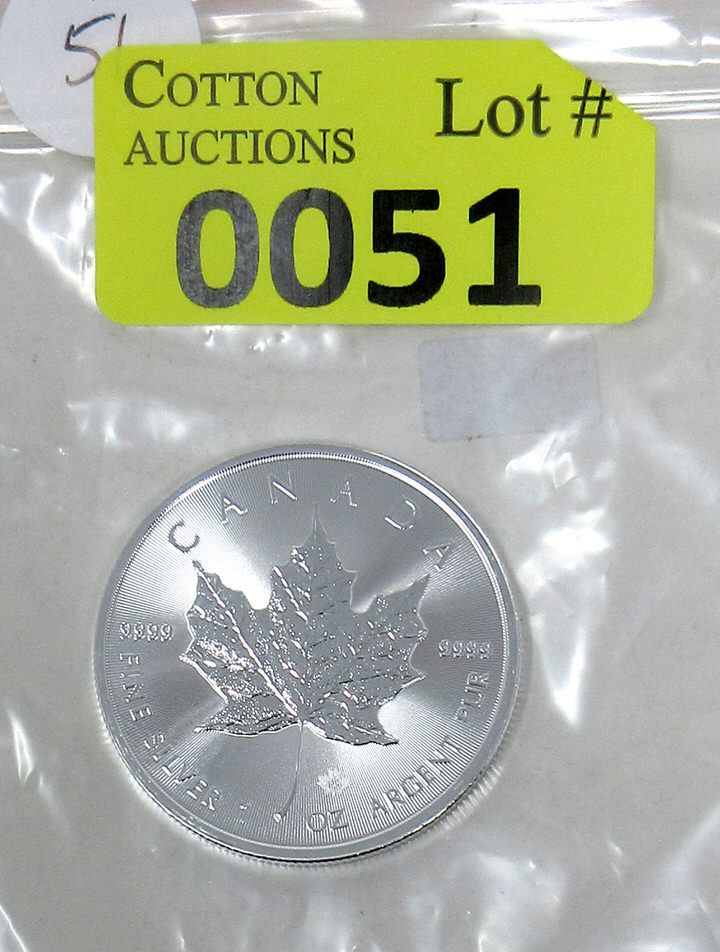 51
COTTON
AUCTIONS
Lot #
0051
CANADA
9999
9999
FINE SILVER 1 OZ ARGENT PUR